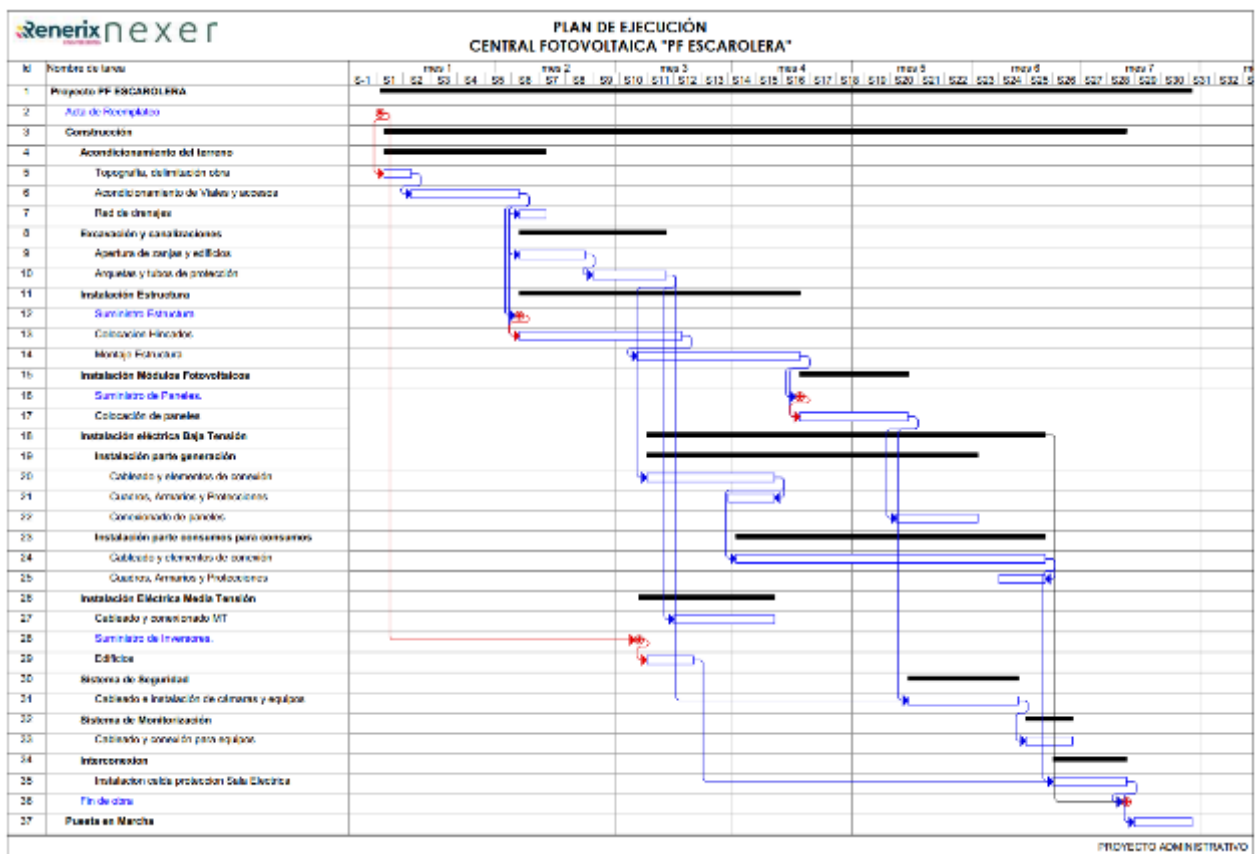 Renerix nexer
PLAN DE EJECUCIÓN
CENTRAL FOTOVOLTAICA "PF ESCAROLERA"
Id Nombre de tarea mes 1 mes 2 mes 3 mes 4 mes 5 mes 6 mes 7 m
S-1 S1 S2 S3 S4 S5 S6 S7 S8 S9 S10 S11 S12 S13 S14 S15 S16 S17 S18 S19 S20 S21 S22 S23 S24 S25 S26 S27 S28 S29 S30 S31 S32 S
1 Proyecto PF ESCAROLERA
2 Acta de Reemplateo
3 Construcción
4 Acondicionamiento del terreno
5 Topografía, delimitación obra
6 Acondicionamiento de Viales y accesos
7 Red de drenajes
8 Excavación y canalizaciones
9 Apertura de zanjas y edificios
10 Arquetas y tubos de protección
11 Instalación Estructura
12 Suministro Estructura
13 Colocacion Hincados
14 Montaje Estructura
15 Instalación Módulos Fotovoltaicos
16 Suministro de Paneles.
17 Colocación de paneles
18 Instalación eléctrica Baja Tensión
19 Instalación parte generación
20 Cableado y elementos de conexión
21 Cuadros, Armarios y Protecciones
22 Conexionado de paneles
23 Instalación parte consumos para consumos
24 Cableado y elementos de conexión
25 Cuadros, Armarios y Protecciones
26 Instalación Eléctrica Media Tensión
27 Cableado y conexionado MT
28 Suministro de Inversores.
29 Edificios
30 Sistema de Seguridad
31 Cableado e instalación de cámaras y equipos
32 Sistema de Monitorización
33 Cableado y conexión para equipos
34 Interconexion
35 Instalacion celda proteccion Sala Electrica
36 Fin de obra
37 Puesta en Marcha
PROYECTO ADMINISTRATIVO